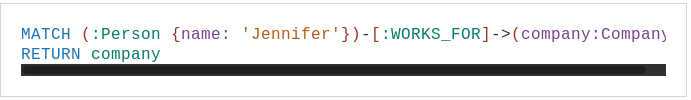 MATCH (:Person {name: 'Jennifer'})-[:WORKS_FOR]->(company:Company
RETURN company